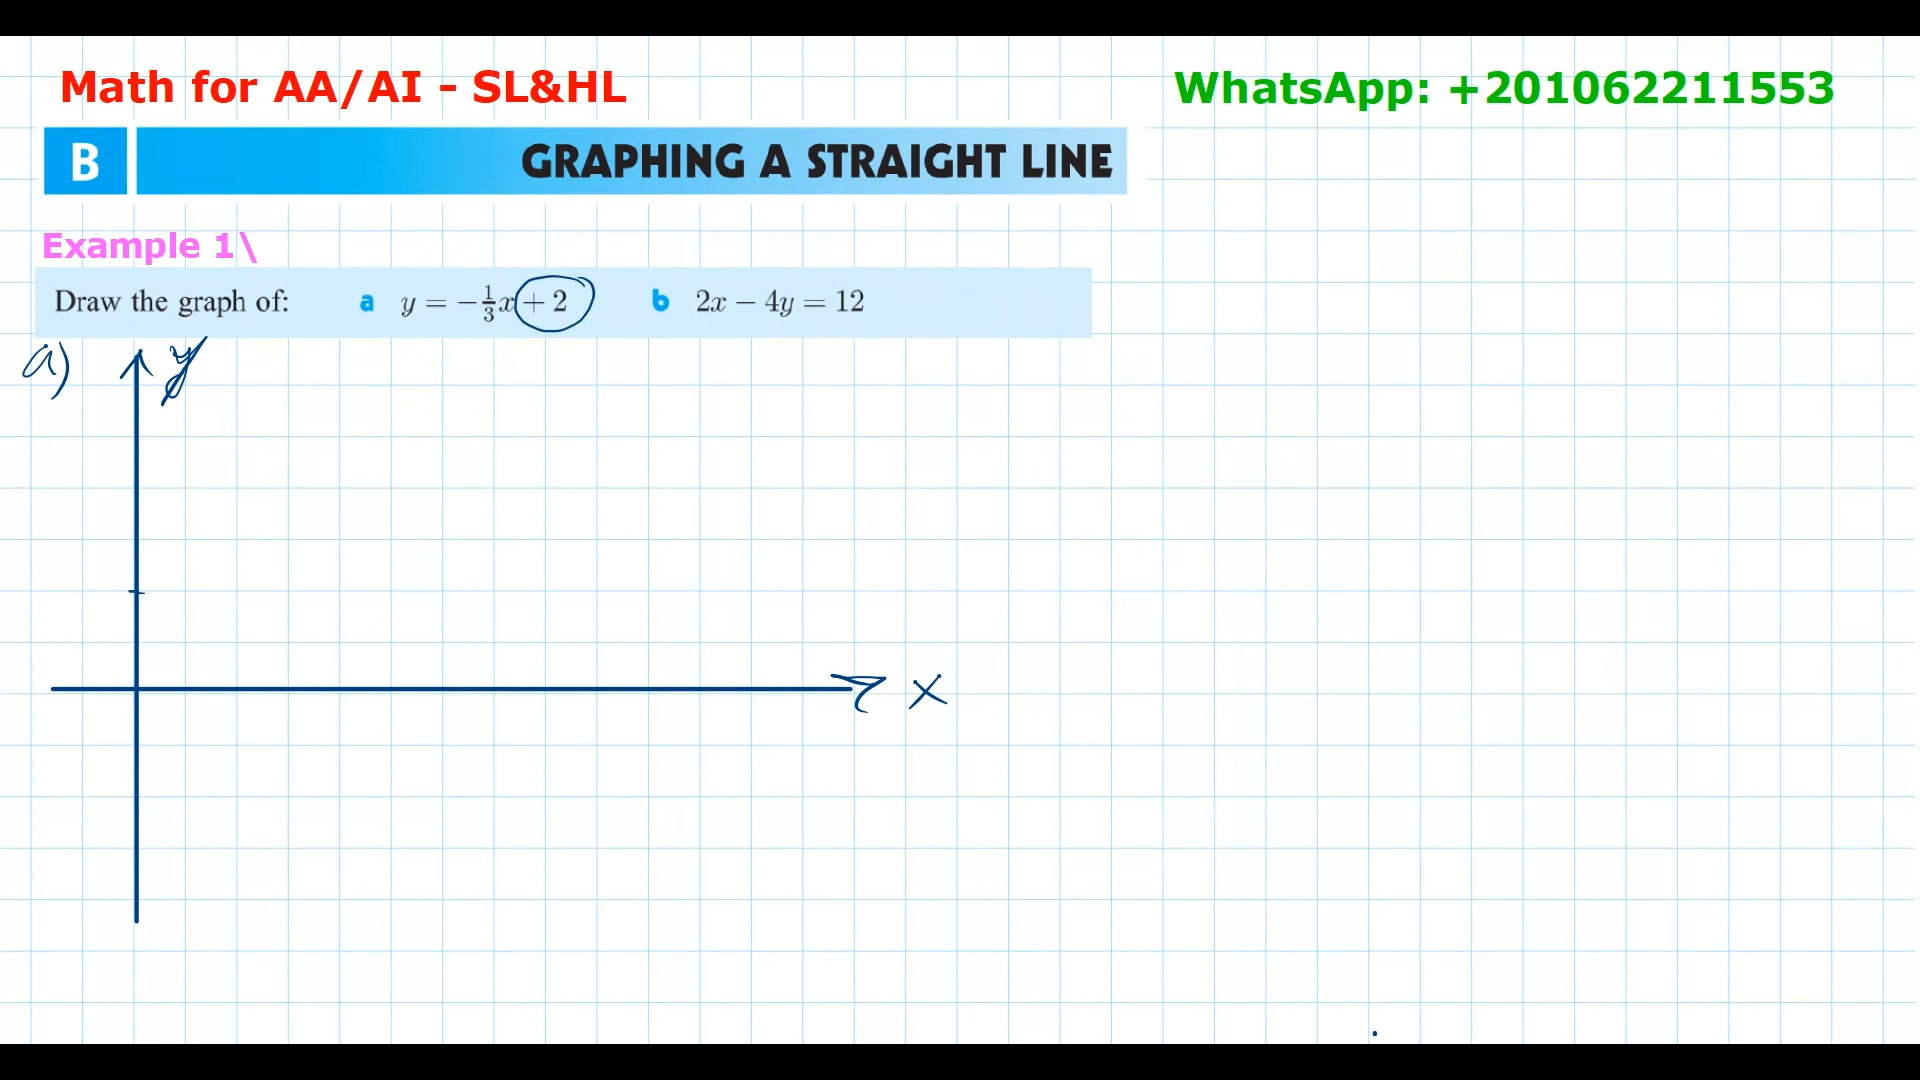 Math for AA/AI - SL&HL
WhatsApp: +201062211553
B GRAPHING A STRAIGHT LINE
Example 1\
Draw the graph of: a y = −1/3x + 2 b 2x − 4y = 12
a)
y
x